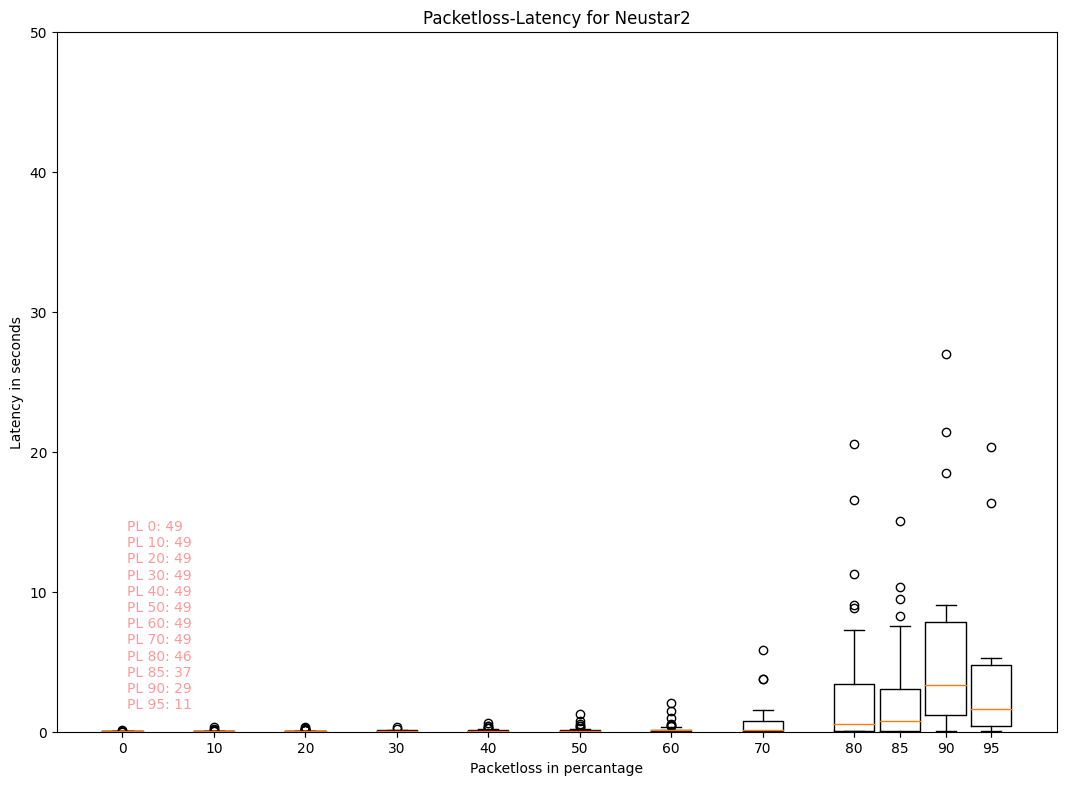 Packetloss-Latency for Neustar2
50
40
30
20
10
0
Latency in seconds
PL 0: 49
PL 10: 49
PL 20: 49
PL 30: 49
PL 40: 49
PL 50: 49
PL 60: 49
PL 70: 49
PL 80: 46
PL 85: 37
PL 90: 29
PL 95: 11
0 10 20 30 40 50 60 70 80 85 90 95
Packetloss in percantage